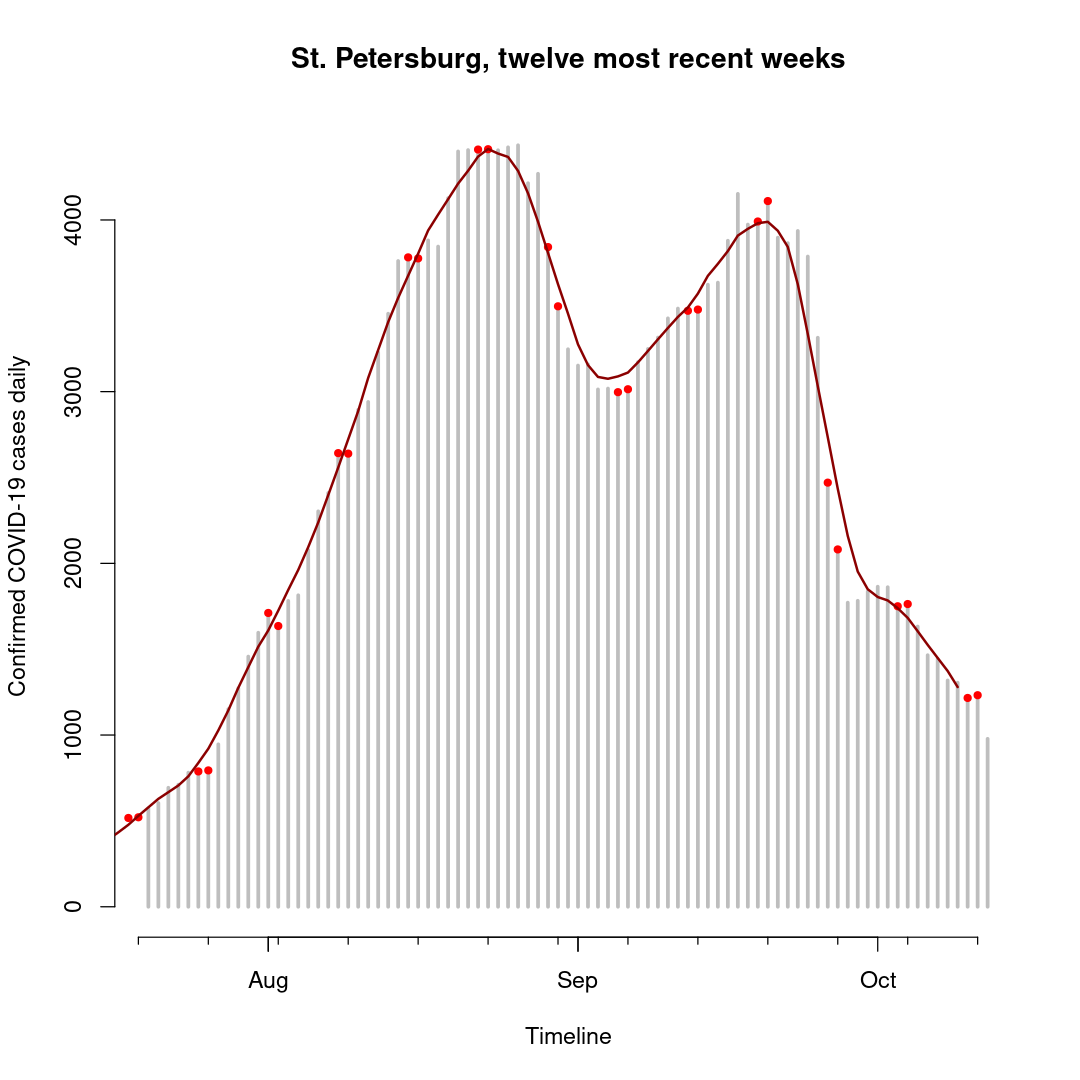 St. Petersburg, twelve most recent weeks
Confirmed COVID-19 cases daily
4000
3000
2000
1000
0
Aug Sep Oct
Timeline